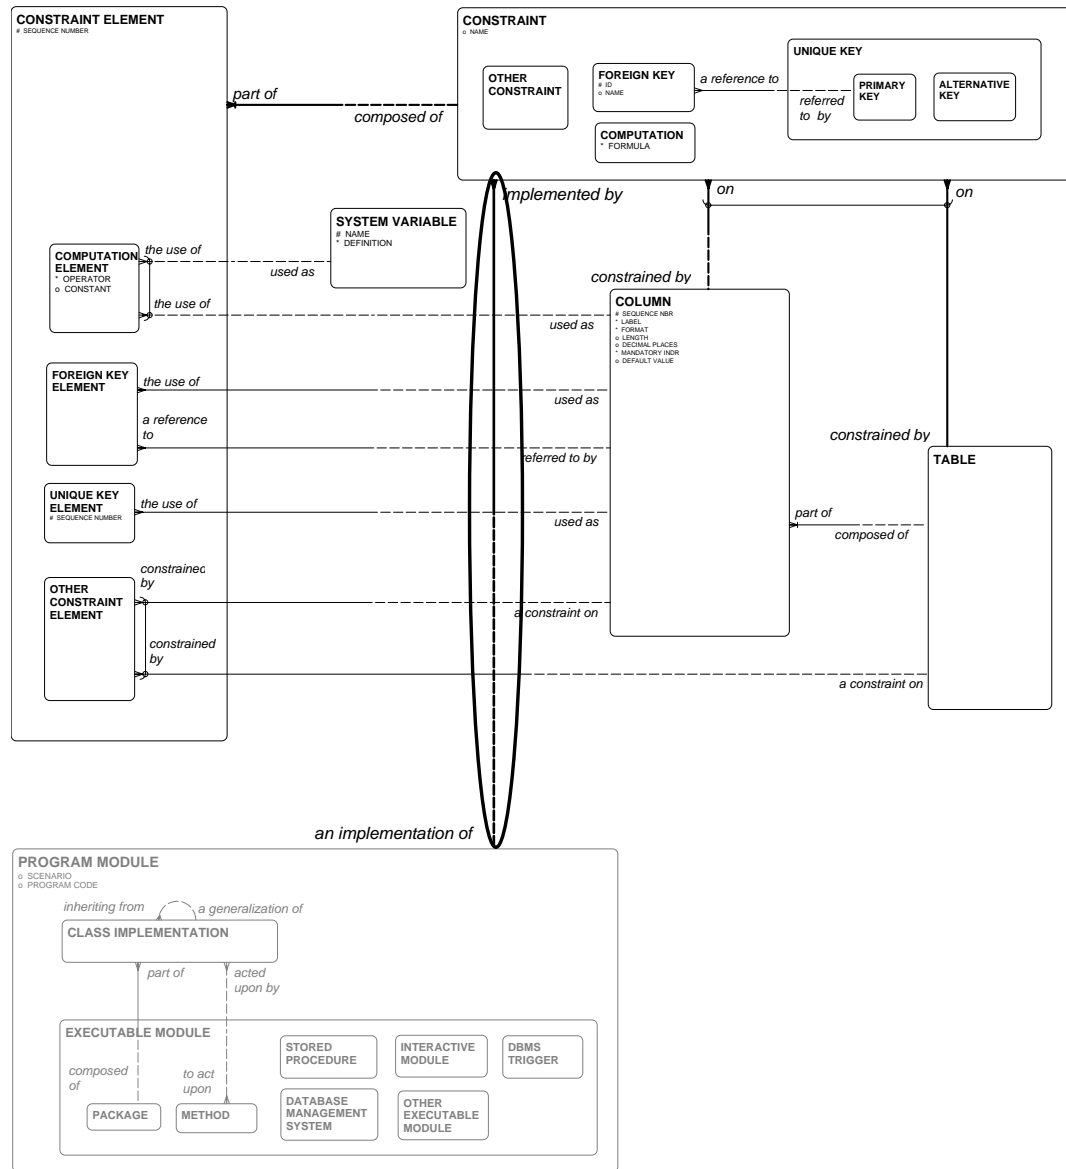 CONSTRAINT ELEMENT
# SEQUENCE NUMBER
CONSTRAINT
o NAME
OTHER
CONSTRAINT
FOREIGN KEY
# ID
o NAME
a reference to
UNIQUE KEY
PRIMARY
KEY
ALTERNATIVE
KEY
referred
to by
COMPUTATION
* FORMULA
part of
composed of
implemented by
on
on
SYSTEM VARIABLE
# NAME
* DEFINITION
COMPUTATION
ELEMENT
* OPERATOR
o CONSTANT
the use of
used as
the use of
used as
constrained by
COLUMN
# SEQUENCE NBR
* LABEL
* FORMAT
o LENGTH
o DECIMAL PLACES
* MANDATORY INDR
o DEFAULT VALUE
FOREIGN KEY
ELEMENT
the use of
used as
a reference
to
referred to by
constrained by
TABLE
UNIQUE KEY
ELEMENT
# SEQUENCE NUMBER
the use of
used as
part of
composed of
OTHER
CONSTRAINT
ELEMENT
constrained
by
a constraint on
constrained
by
a constraint on
an implementation of
PROGRAM MODULE
o SCENARIO
o PROGRAM CODE
inheriting from
a generalization of
CLASS IMPLEMENTATION
part of
acted
upon by
EXECUTABLE MODULE
composed
of
to act
upon
PACKAGE
METHOD
STORED
PROCEDURE
INTERACTIVE
MODULE
DBMS
TRIGGER
DATABASE
MANAGEMENT
SYSTEM
OTHER
EXECUTABLE
MODULE